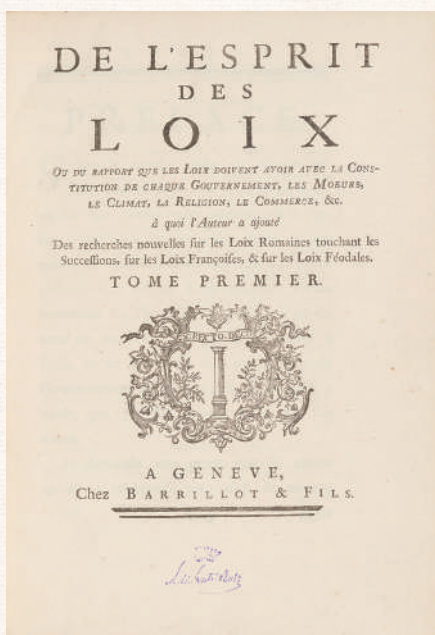 DE L'ESPRIT
DES
LOIX
OU DU RAPPORT QUE LES LOIX DOIVENT AVOIR AVEC LA CONS-
TITUTION DE CHAQUE GOUVERNEMENT, LES MOEURS,
LE CLIMAT, LA RELIGION, LE COMMERCE, &c.
à quoi l'Auteur a ajouté
Des recherches nouvelles sur les Loix Romaines touchant les
Successions, sur les Loix Françoises, & sur les Loix Féodales.
TOME PREMIER.
A GENEVE,
Chez BARRILLOT & FILS.